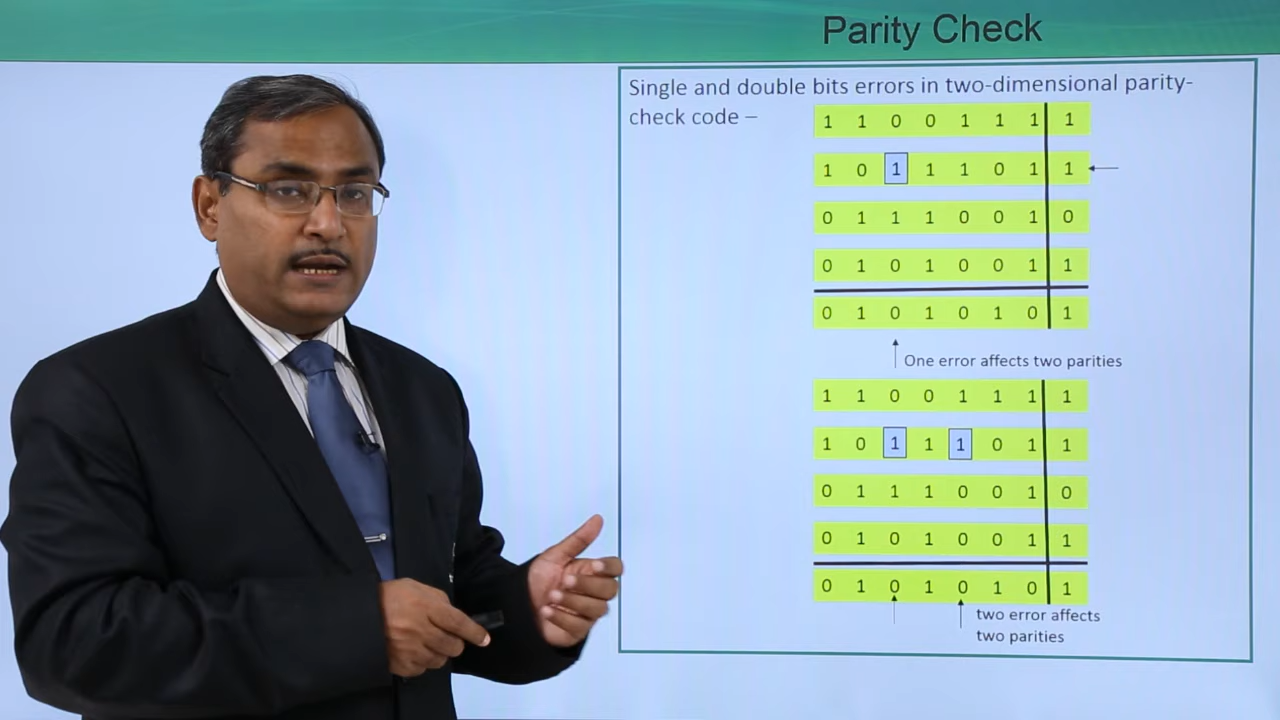 Parity Check
Single and double bits errors in two-dimensional parity-
check code –
1 1 0 0 1 1 1 1
1 0 1 1 1 0 1 1
0 1 1 1 0 0 1 0
0 1 0 1 0 0 1 1
0 1 0 1 0 1 0 1
One error affects two parities
1 1 0 0 1 1 1 1
1 0 1 1 1 0 1 1
0 1 1 1 0 0 1 0
0 1 0 1 0 0 1 1
0 1 0 1 0 1 0 1
two error affects
two parities